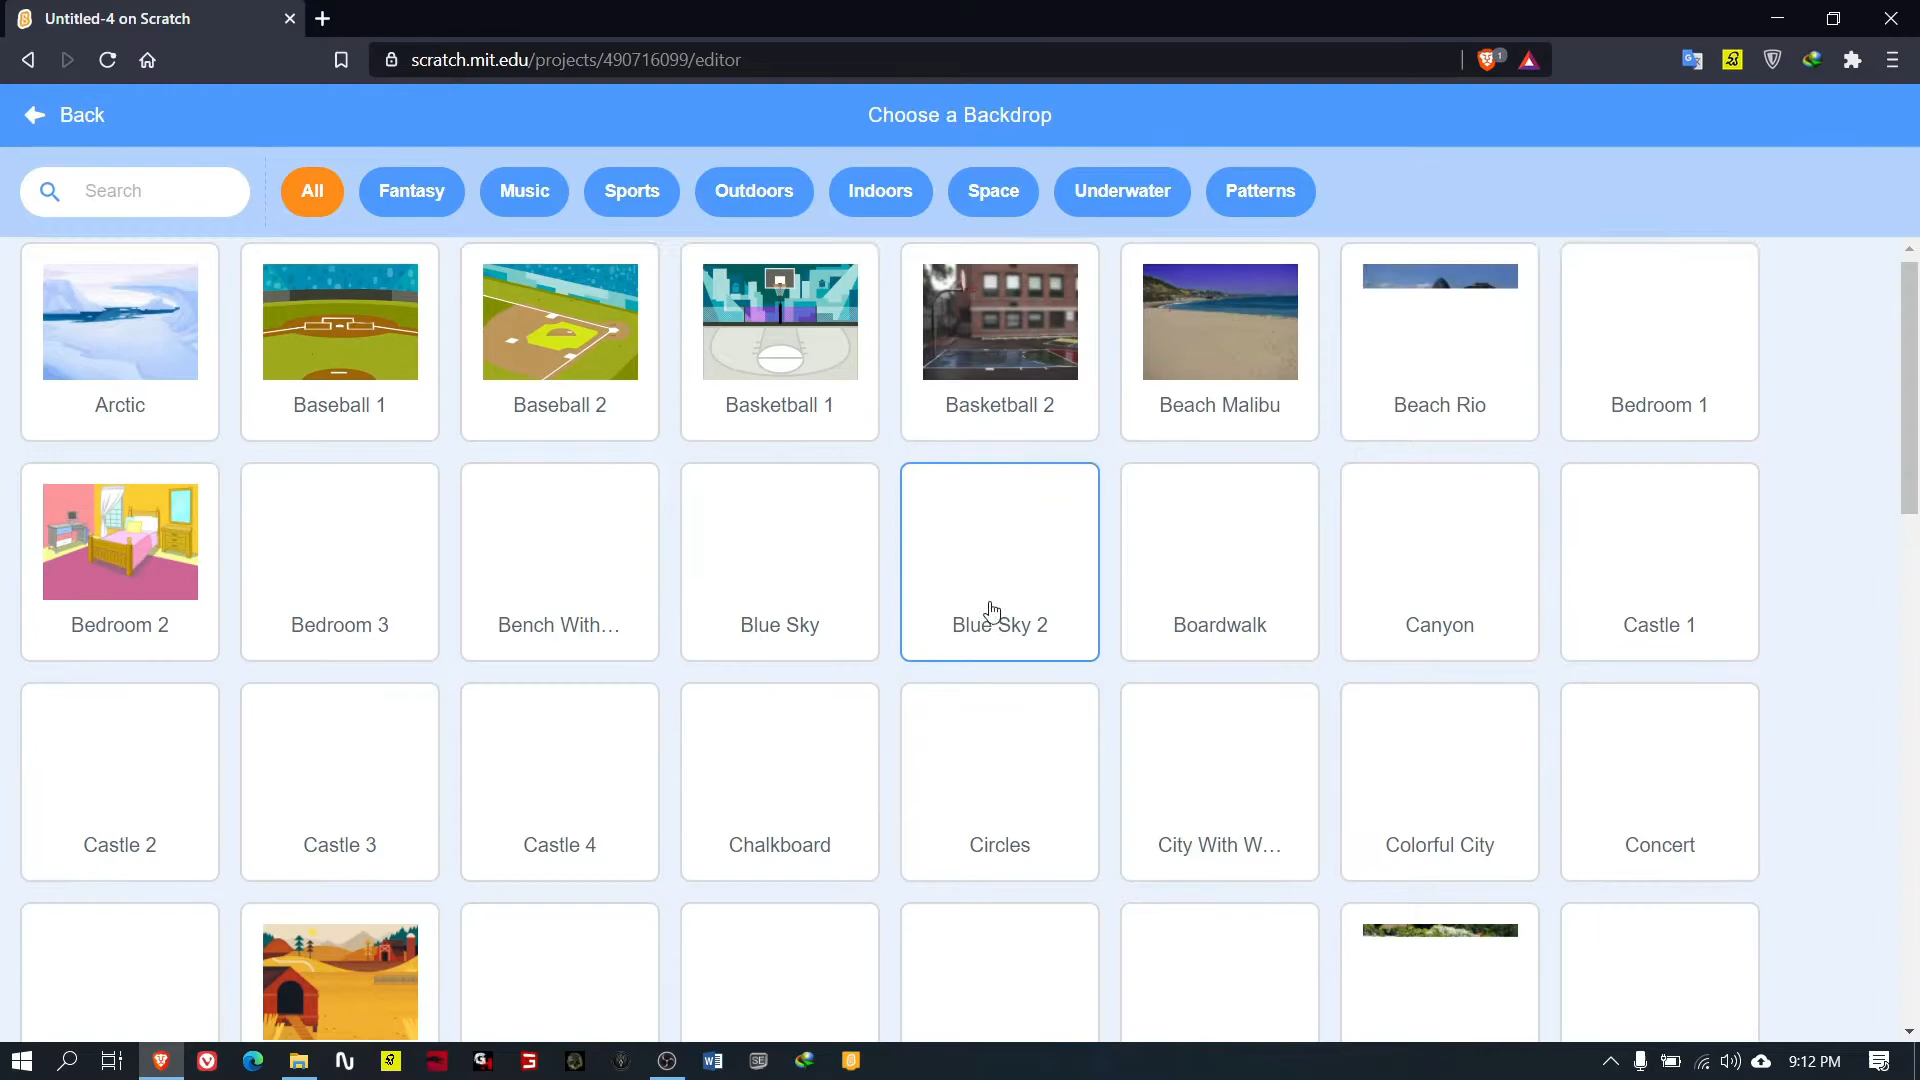 Untitled-4 on Scratch
scratch.mit.edu/projects/490716099/editor
1
Back
Choose a Backdrop
Search
All
Fantasy
Music
Sports
Outdoors
Indoors
Space
Underwater
Patterns
Arctic
Baseball 1
Baseball 2
Basketball 1
Basketball 2
Beach Malibu
Beach Rio
Bedroom 1
Bedroom 2
Bedroom 3
Bench With...
Blue Sky
Blue Sky 2
Boardwalk
Canyon
Castle 1
Castle 2
Castle 3
Castle 4
Chalkboard
Circles
City With W...
Colorful City
Concert
9:12 PM